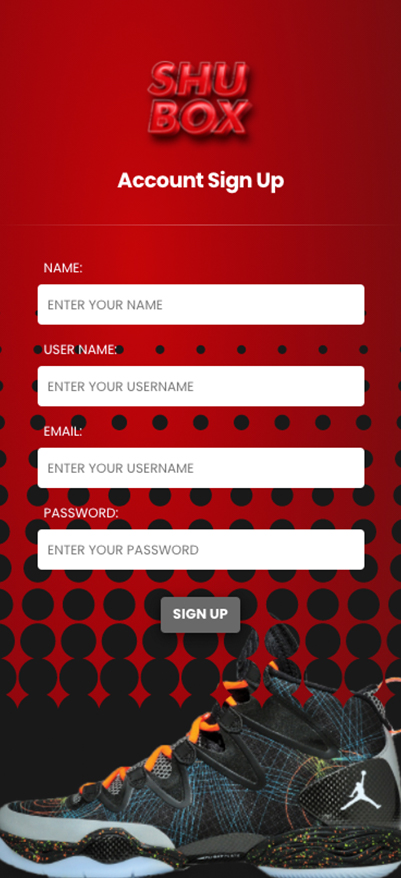 SHU
BOX
Account Sign Up
NAME:
ENTER YOUR NAME
USER NAME:
ENTER YOUR USERNAME
EMAIL:
ENTER YOUR USERNAME
PASSWORD:
ENTER YOUR PASSWORD
SIGN UP